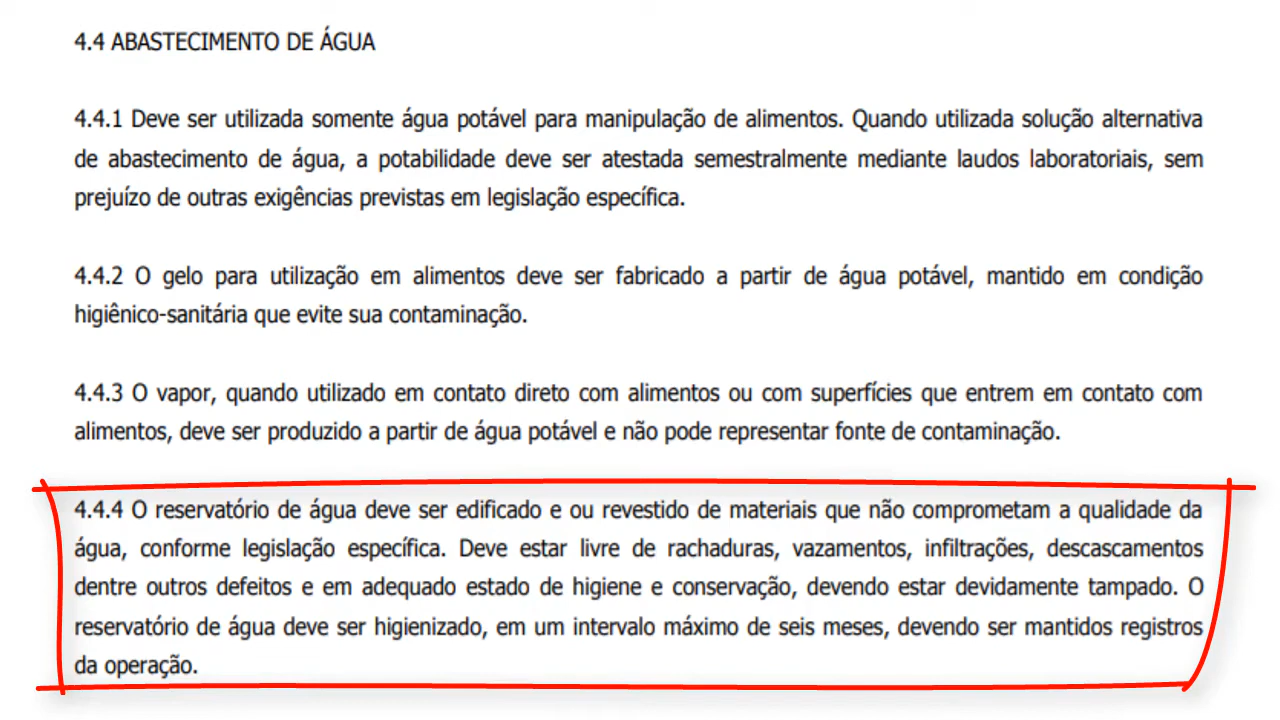 4.4 ABASTECIMENTO DE ÁGUA
4.4.1 Deve ser utilizada somente água potável para manipulação de alimentos. Quando utilizada solução alternativa
de abastecimento de água, a potabilidade deve ser atestada semestralmente mediante laudos laboratoriais, sem
prejuízo de outras exigências previstas em legislação específica.
4.4.2 O gelo para utilização em alimentos deve ser fabricado a partir de água potável, mantido em condição
higiênico-sanitária que evite sua contaminação.
4.4.3 O vapor, quando utilizado em contato direto com alimentos ou com superfícies que entrem em contato com
alimentos, deve ser produzido a partir de água potável e não pode representar fonte de contaminação.
4.4.4 O reservatório de água deve ser edificado e ou revestido de materiais que não comprometam a qualidade da
água, conforme legislação específica. Deve estar livre de rachaduras, vazamentos, infiltrações, descascamentos
dentre outros defeitos e em adequado estado de higiene e conservação, devendo estar devidamente tampado. O
reservatório de água deve ser higienizado, em um intervalo máximo de seis meses, devendo ser mantidos registros
da operação.